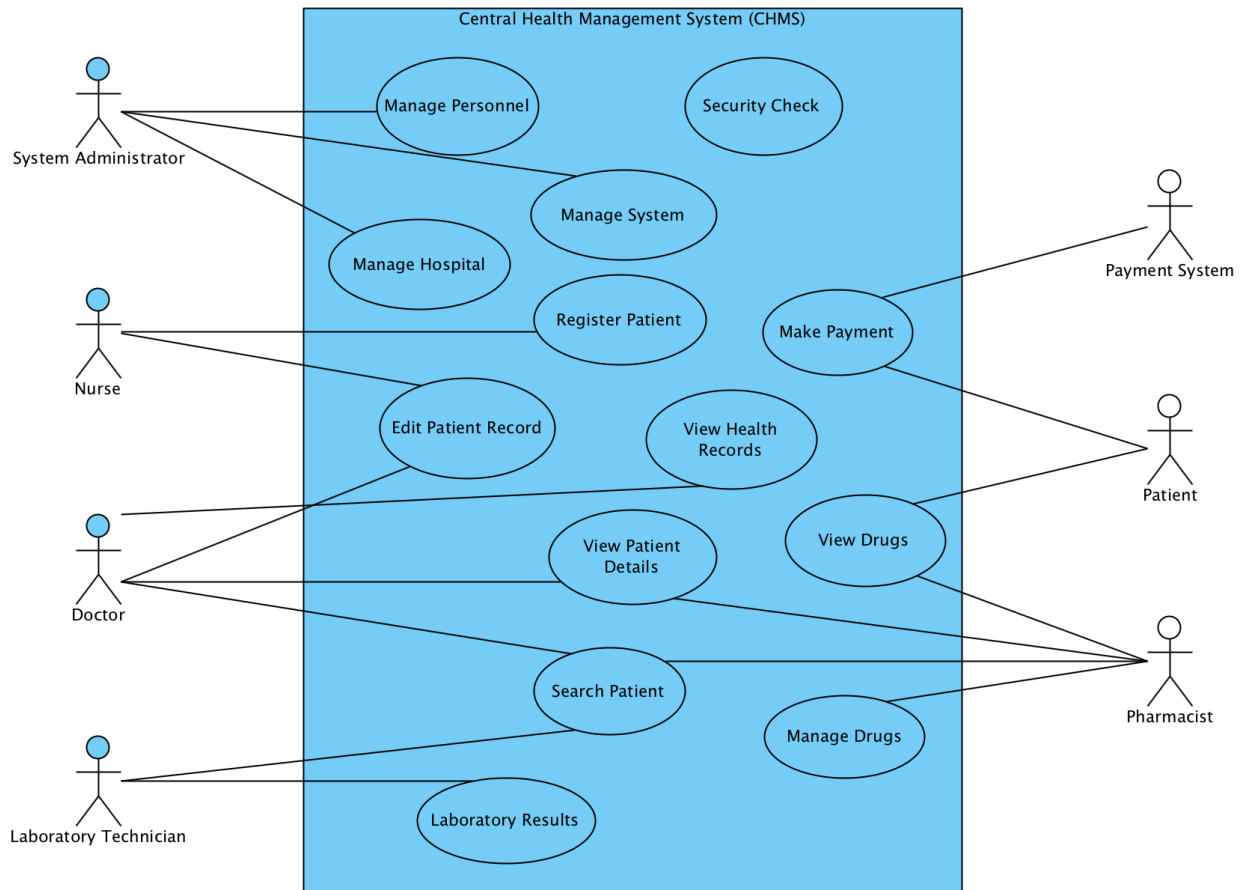 Central Health Management System (CHMS)
Manage Personnel
Security Check
System Administrator
Manage System
Manage Hospital
Payment System
Register Patient
Make Payment
Nurse
Edit Patient Record
View Health
Records
Patient
View Drugs
View Patient
Details
Doctor
Search Patient
Pharmacist
Manage Drugs
Laboratory Results
Laboratory Technician